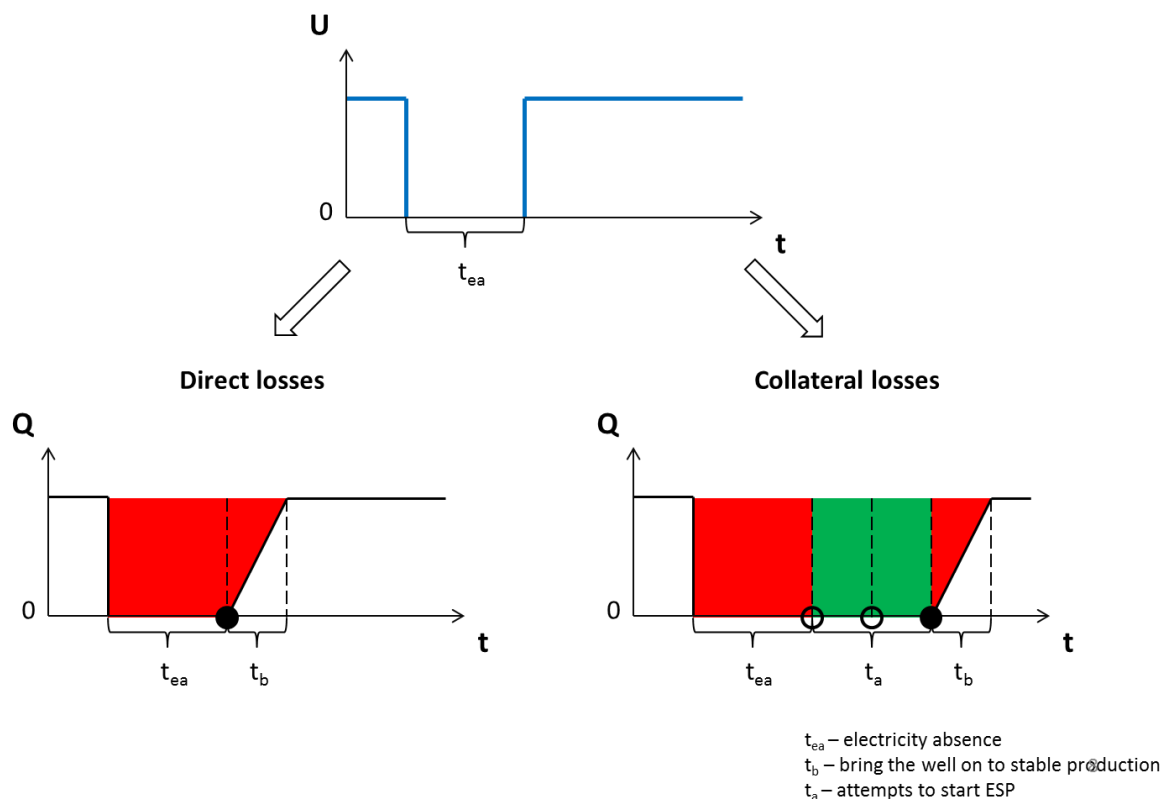 U
0
t
tea
Direct losses
Collateral losses
Q
0
t
tea
tb
Q
0
t
tea
ta
tb
tea – electricity absence
tb – bring the well on to stable production
ta – attempts to start ESP